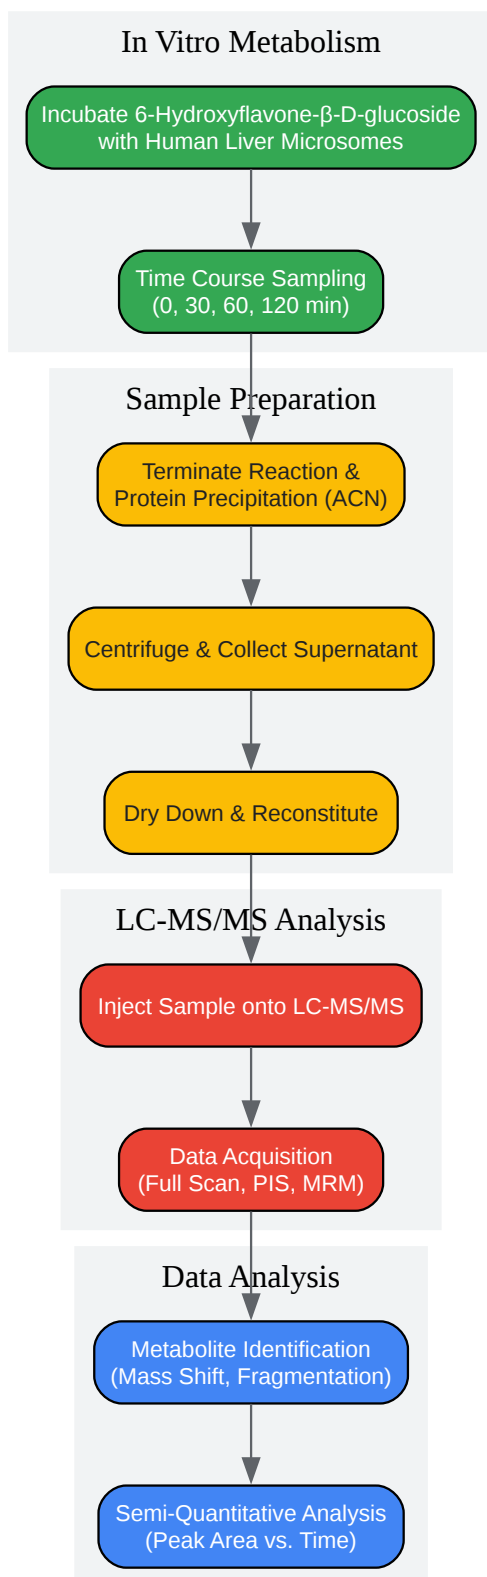 In Vitro Metabolism
Incubate 6-Hydroxyflavone-β-D-glucoside
with Human Liver Microsomes
Time Course Sampling
(0, 30, 60, 120 min)
Sample Preparation
Terminate Reaction &
Protein Precipitation (ACN)
Centrifuge & Collect Supernatant
Dry Down & Reconstitute
LC-MS/MS Analysis
Inject Sample onto LC-MS/MS
Data Acquisition
(Full Scan, PIS, MRM)
Data Analysis
Metabolite Identification
(Mass Shift, Fragmentation)
Semi-Quantitative Analysis
(Peak Area vs. Time)